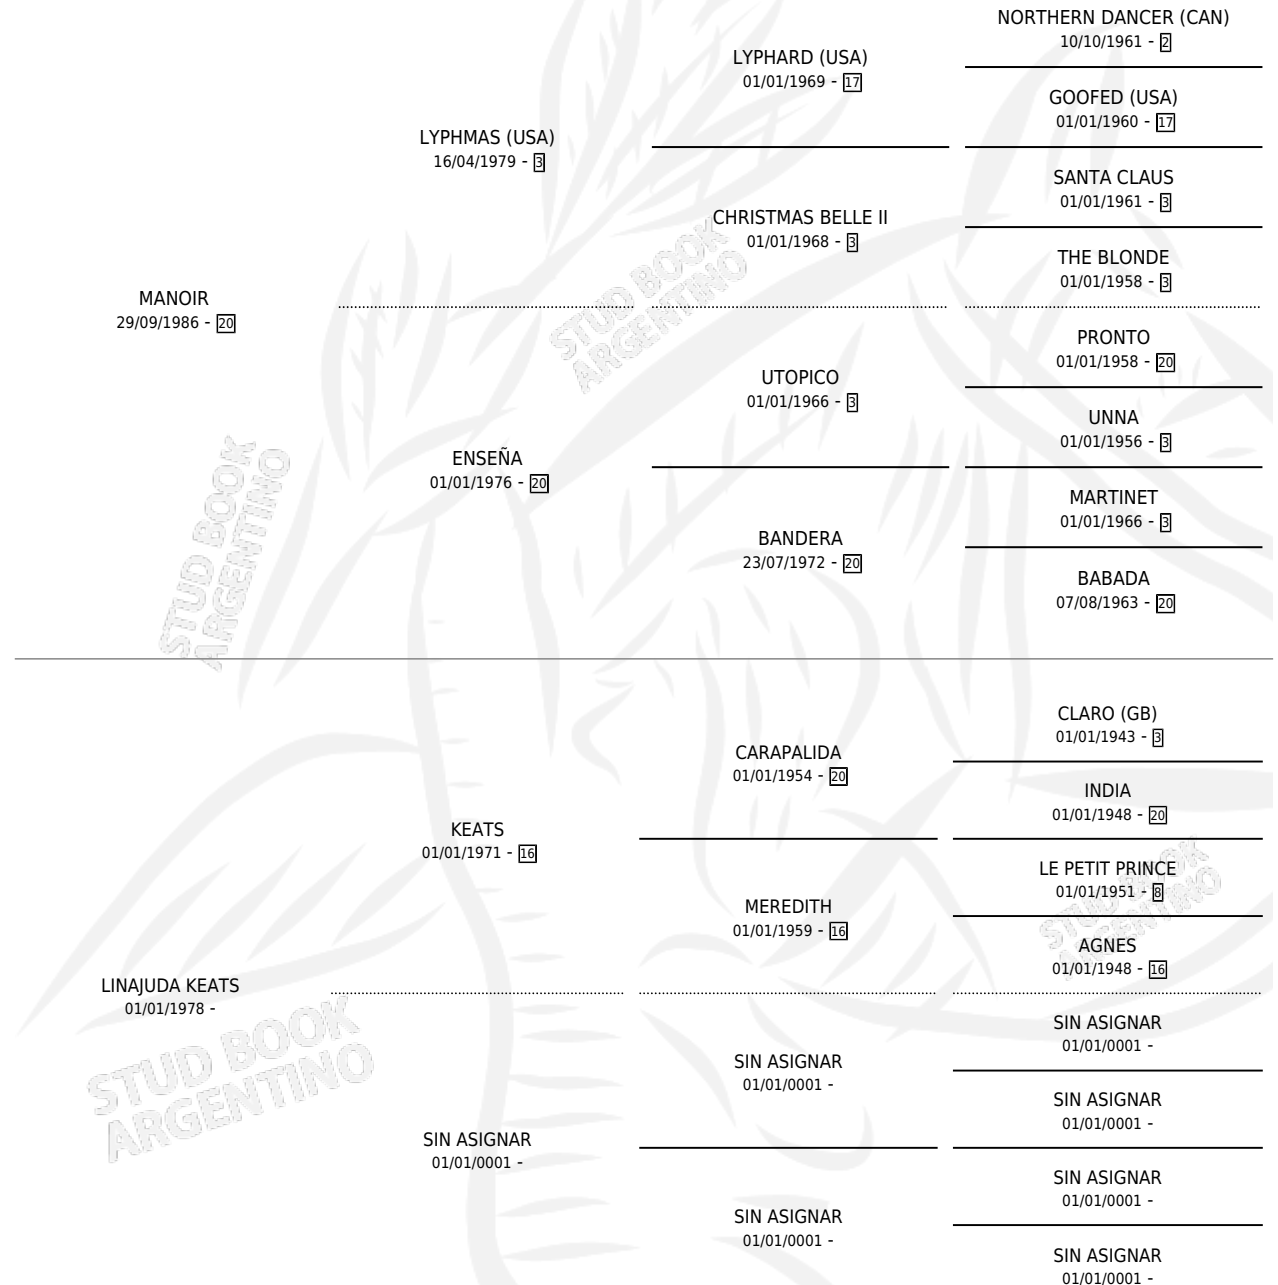 NORTHERN DANCER (CAN)
10/10/1961 - 2
LYPHARD (USA)
01/01/1969 - 17
GOOFED (USA)
01/01/1960 - 17
LYPHMAS (USA)
16/04/1979 - 3
SANTA CLAUS
01/01/1961 - 3
CHRISTMAS BELLE II
01/01/1968 - 3
THE BLONDE
01/01/1958 - 3
MANOIR
29/09/1986 - 20
PRONTO
01/01/1958 - 20
UTOPICO
01/01/1966 - 3
UNNA
01/01/1956 - 3
ENSEÑA
01/01/1976 - 20
MARTINET
01/01/1966 - 3
BANDERA
23/07/1972 - 20
BABADA
07/08/1963 - 20
CLARO (GB)
01/01/1943 - 3
CARAPALIDA
01/01/1954 - 20
INDIA
01/01/1948 - 20
KEATS
01/01/1971 - 16
LE PETIT PRINCE
01/01/1951 - 8
MEREDITH
01/01/1959 - 16
AGNES
01/01/1948 - 16
LINAJUDA KEATS
01/01/1978 -
SIN ASIGNAR
01/01/0001 -
SIN ASIGNAR
01/01/0001 -
SIN ASIGNAR
01/01/0001 -
SIN ASIGNAR
01/01/0001 -
SIN ASIGNAR
01/01/0001 -
SIN ASIGNAR
01/01/0001 -
SIN ASIGNAR
01/01/0001 -
STUD BOOK
ARGENTINO
STUD BOOK
ARGENTINO
STUD BOOK
ARGENTINO
STUD BOOK
ARGENTINO